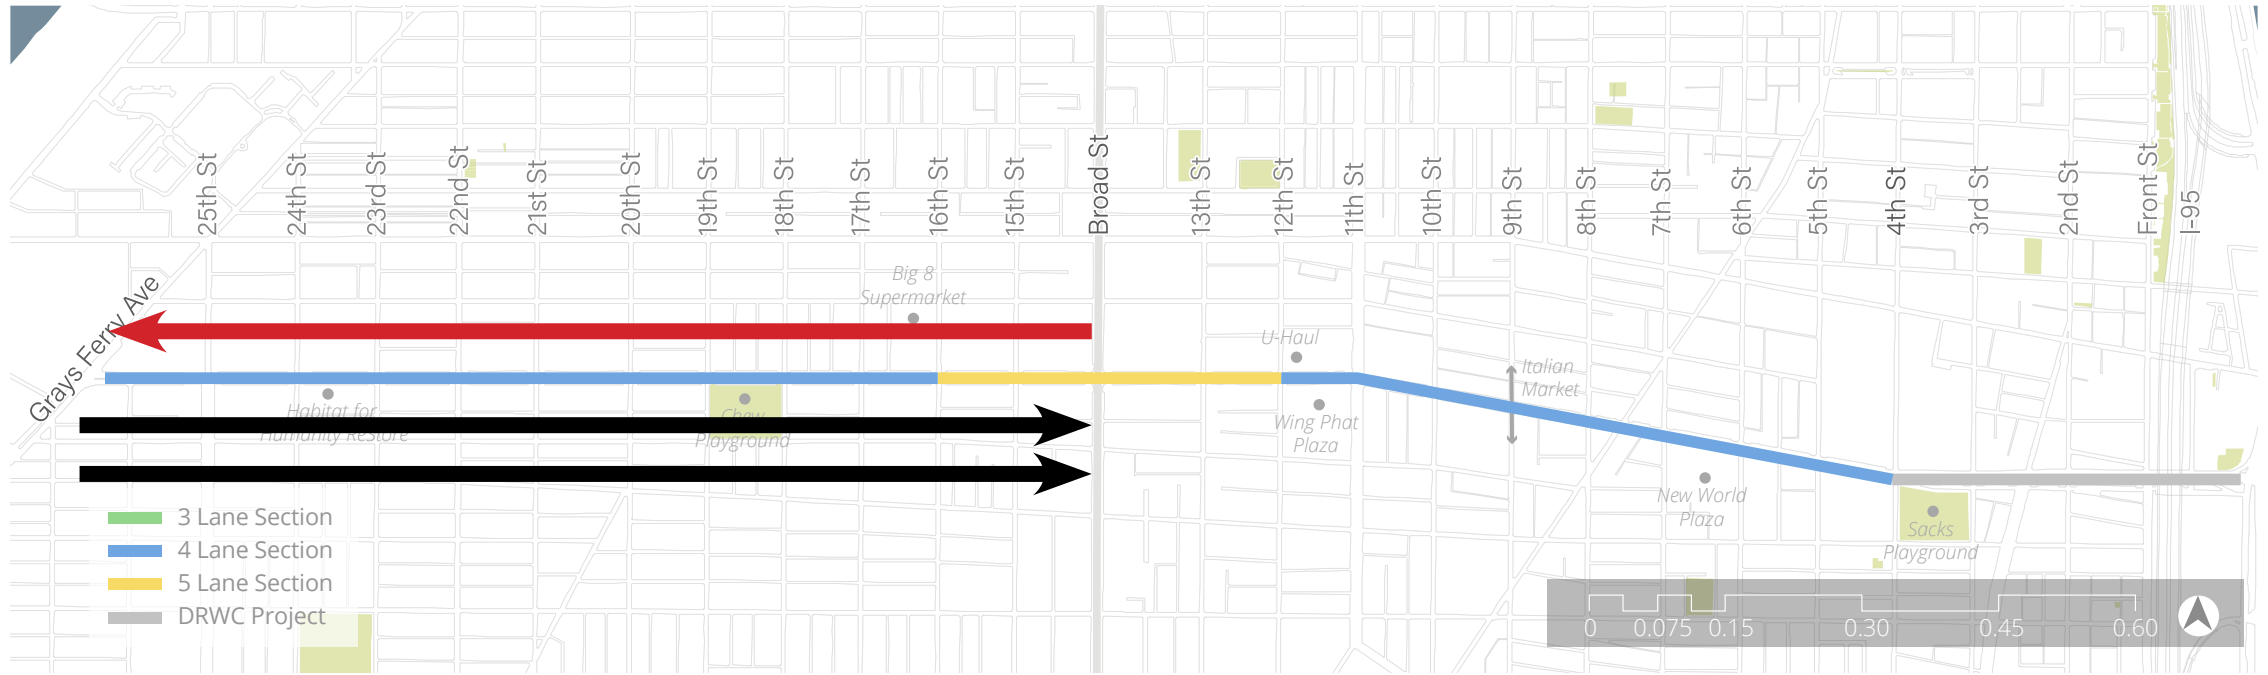 25th St
24th St
23rd St
22nd St
21st St
20th St
19th St
18th St
17th St
16th St
15th St
Broad St
13th St
12th St
11th St
10th St
9th St
8th St
7th St
6th St
5th St
4th St
3rd St
2nd St
Front St
I-95
Grays Ferry Ave
Big 8
Supermarket
U-Haul
Italian
Market
Habitat for
Humanity ReStore
Chew
Playground
Wing Phat
Plaza
New World
Plaza
Sacks
Playground
3 Lane Section
4 Lane Section
5 Lane Section
DRWC Project
0 0.075 0.15 0.30 0.45 0.60